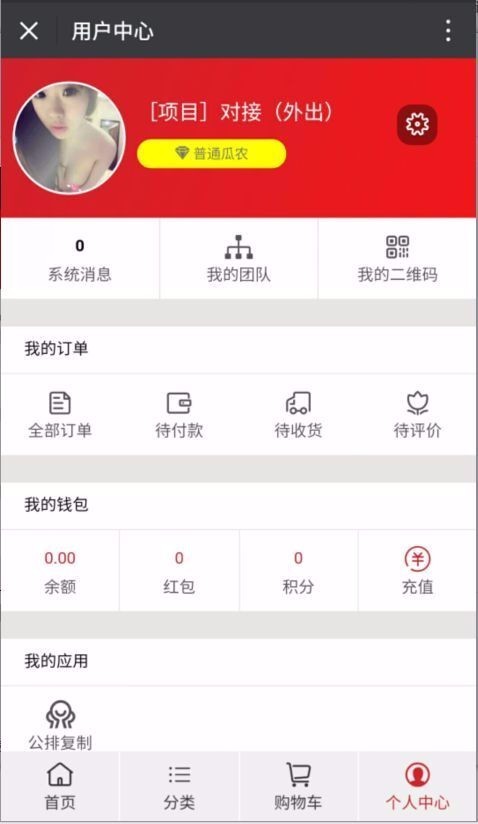 用户中心
[项目] 对接（外出）
普通瓜农
0
系统消息
我的团队
我的二维码
我的订单
全部订单
待付款
待收货
待评价
我的钱包
0.00
0
0
余额
红包
积分
充值
我的应用
公排复制
首页
分类
购物车
个人中心